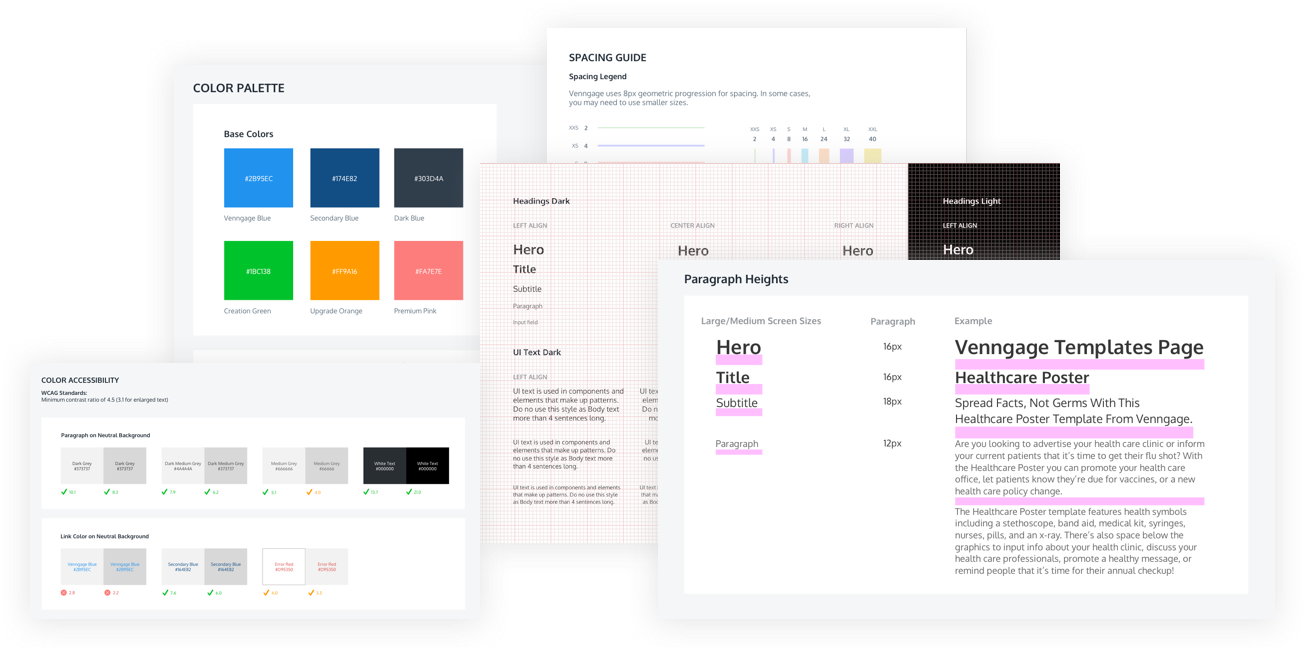 SPACING GUIDE
Spacing Legend
Venngage uses 8px geometric progression for spacing. In some cases,
you may need to use smaller sizes.
XXS 2
XS 4
XXS XS S M L XL XXL
2 4 8 16 24 32 40
COLOR PALETTE
Base Colors
#2B95EC #174E82 #303D4A
Venngage Blue Secondary Blue Dark Blue
#1BC138 #FF9A16 #FA7E7E
Creation Green Upgrade Orange Premium Pink
Headings Dark
LEFT ALIGN CENTER ALIGN RIGHT ALIGN
Hero Hero Hero
Title
Subtitle
Paragraph
Input field
Headings Light
LEFT ALIGN
Hero
UI Text Dark
LEFT ALIGN
UI text is used in components and
elements that make up patterns.
Do no use this style as Body text
more than 4 sentences long.
UI tex
elem
Do n
more
UI text is used in components and
elements that make up patterns.
Do no use this style as Body text more
than 4 sentences long.
UI te
elem
no us
UI text is used in components and elements
that make up patterns. Do no use this style
as Body text more than 4 sentences long.
UI text
that m
as Bod
COLOR ACCESSIBILITY
WCAG Standards:
Minimum contrast ratio of 4.5 (3.1 for enlarged text)
Paragraph on Neutral Background
Dark Grey Dark Grey Dark Medium Grey Dark Medium Grey Medium Grey Medium Grey White Text White Text
#373737 #373737 #4A4A4A #373737 #666666 #66666 #000000 #000000
10.1 8.3 7.9 6.2 5.1
Link Color on Neutral Background
Venngage Blue Venngage Blue Secondary Blue Secondary Blue Error Red Error Red
#2B95EC #2B95EC #164E82 #164E82 #D95350 #D95350
2.8 2.2 7.6 6.0 4.0 3.5
Paragraph Heights
Large/Medium Screen Sizes Paragraph Example
Hero 16px Venngage Templates Page
Title 16px Healthcare Poster
Subtitle 18px Spread Facts, Not Germs With This
Healthcare Poster Template From Venngage.
Paragraph 12px Are you looking to advertise your health care clinic or inform
your current patients that it's time to get their flu shot? With
the Healthcare Poster you can promote your health care
office, let patients know they're due for vaccines, or a new
health care policy change.
The Healthcare Poster template features health symbols
including a stethoscope, band aid, medical kit, syringes,
nurses, pills, and an x-ray. There's also space below the
graphics to input info about your health clinic, discuss your
health care professionals, promote a healthy message, or
remind people that it's time for their annual checkup!